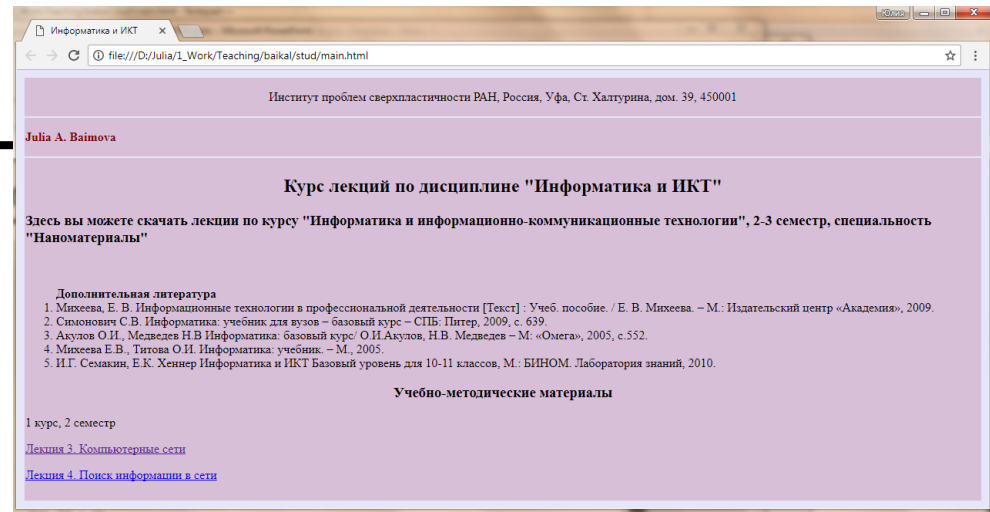 Юлия
Информатика и ИКТ
file:///D:/Julia/1_Work/Teaching/baikal/stud/main.html
Институт проблем сверхпластичности РАН, Россия, Уфа, Ст. Халтурина, дом. 39, 450001
Julia A. Baimova
Курс лекций по дисциплине "Информатика и ИКТ"
Здесь вы можете скачать лекции по курсу "Информатика и информационно-коммуникационные технологии", 2-3 семестр, специальность
"Наноматериалы"
Дополнительная литература
1. Михеева, Е. В. Информационные технологии в профессиональной деятельности [Текст] : Учеб. пособие. / Е. В. Михеева. – М.: Издательский центр «Академия», 2009.
2. Симонович С.В. Информатика: учебник для вузов – базовый курс – СПБ: Питер, 2009, с. 639.
3. Акулов О.И., Медведев Н.В Информатика: базовый курс/ О.И.Акулов, Н.В. Медведев – М: «Омега», 2005, с.552.
4. Михеева Е.В., Титова О.И. Информатика: учебник. – М., 2005.
5. И.Г. Семакин, Е.К. Хеннер Информатика и ИКТ Базовый уровень для 10-11 классов, М.: БИНОМ. Лаборатория знаний, 2010.
Учебно-методические материалы
1 курс, 2 семестр
Лекция 3. Компьютерные сети
Лекция 4. Поиск информации в сети